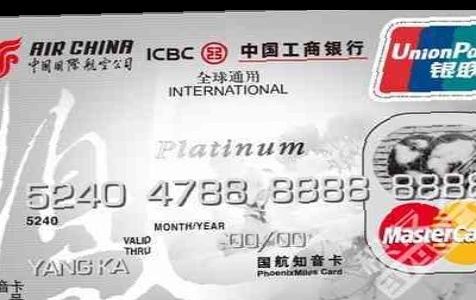 AIR CHINA
中国国際航空公司
ICBC 中国工商银行
UnionPa
银联
全球通用
INTERNATIONAL
Platinum
5240 4788 8888 8888
5240
MONTH/YEAR
VALID THRU 00/00
MasterCa
YANG KA
国航知音卡
PhoenixMiles Card
音卡
号